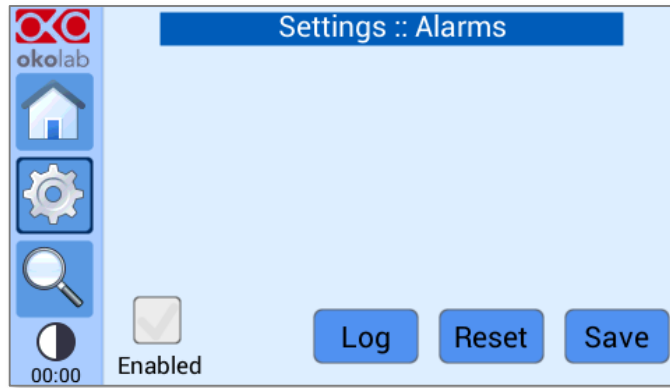 Settings :: Alarms
okolab
00:00
Enabled
Log
Reset
Save